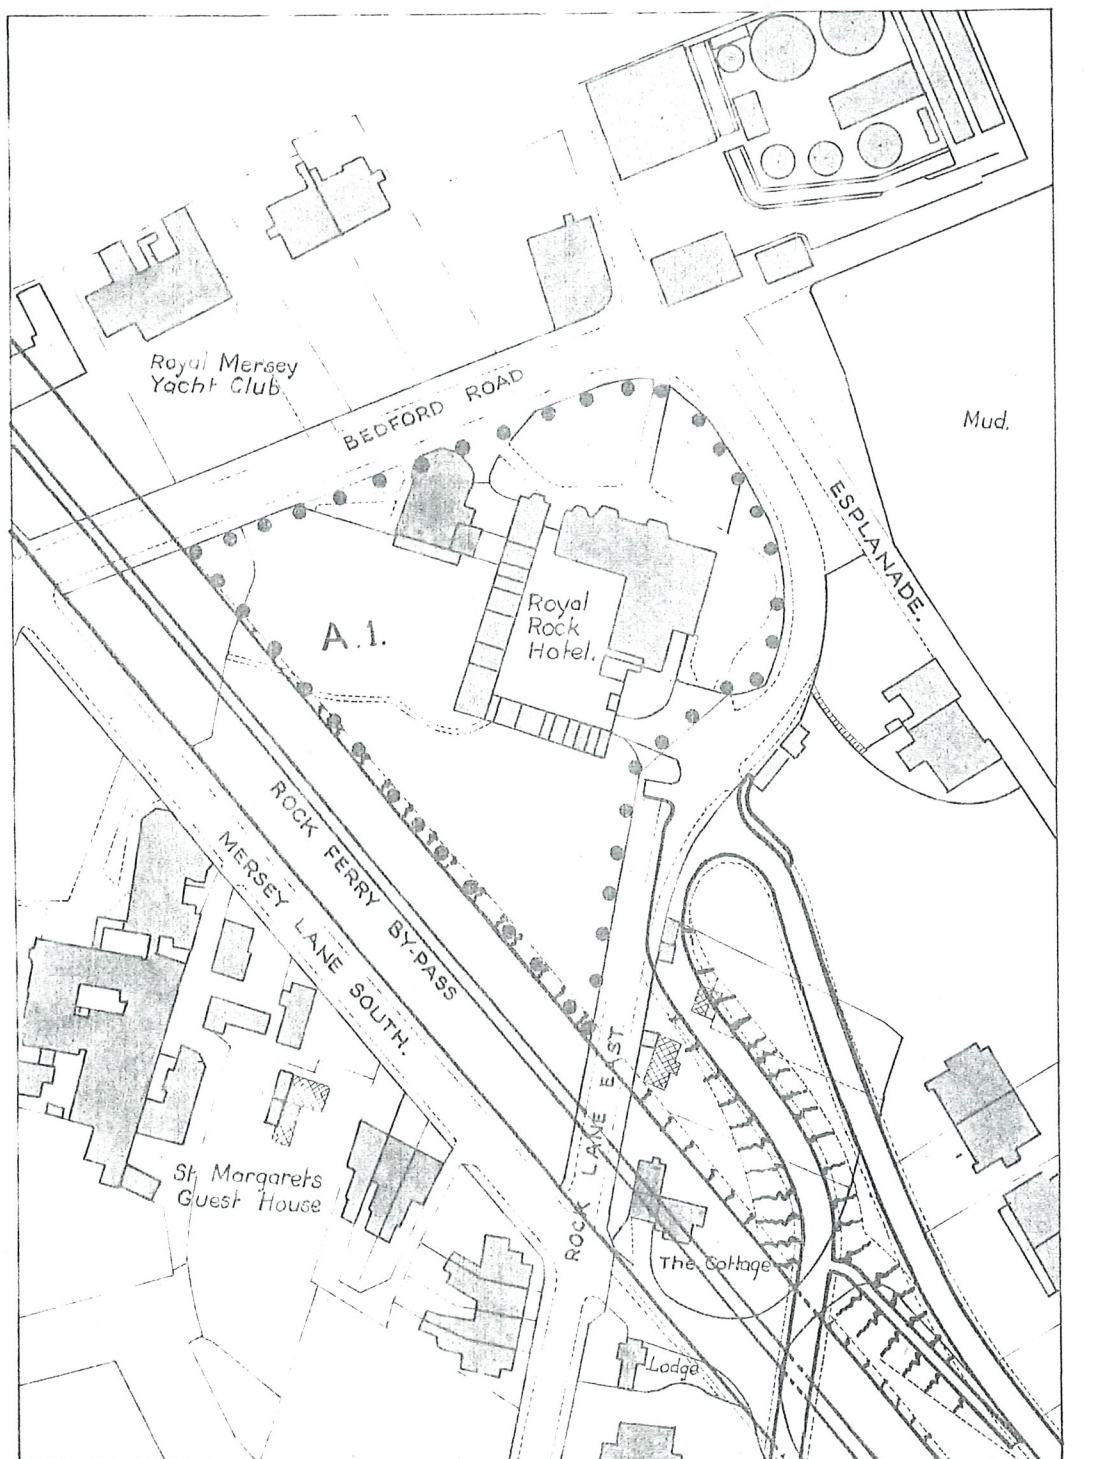 Royal Mersey
Yacht Club
BEDFORD ROAD
Mud.
ESPLANADE.
A.1.
Royal
Rock
Hotel.
ROCK FERRY BY-PASS
MERSEY LANE SOUTH.
ROCK LANE EAST
St. Margarets
Guest House
The Cottage
Lodge